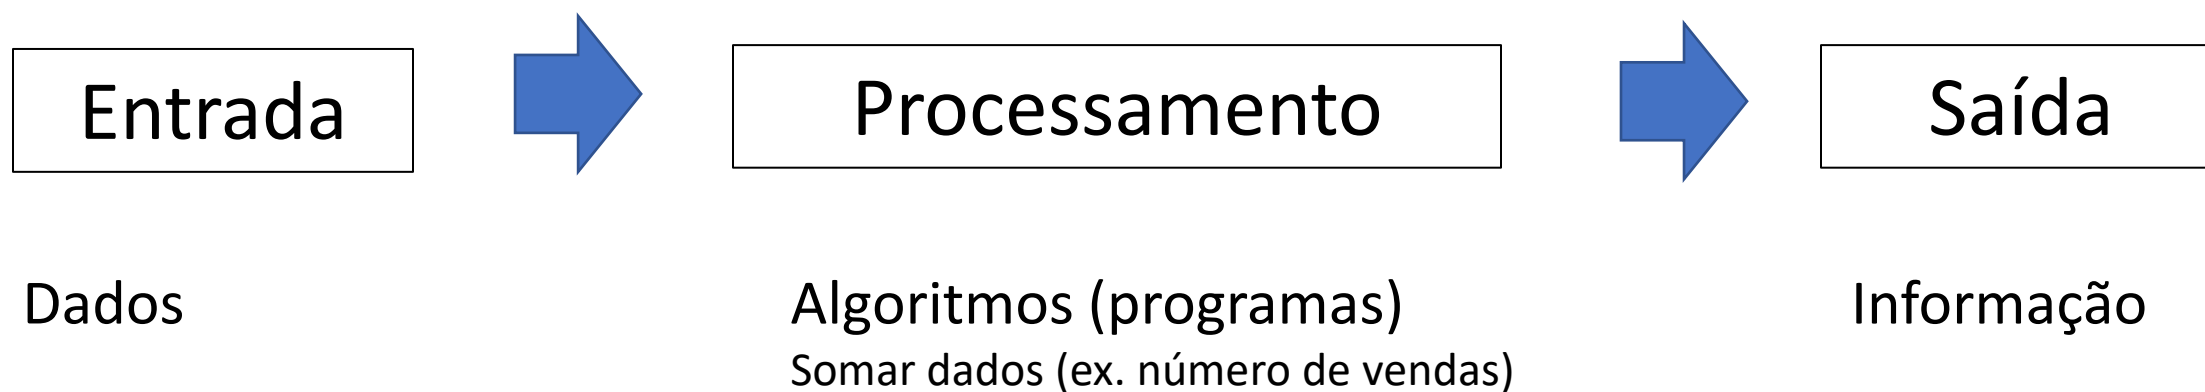 Entrada
Processamento
Saída
Dados
Algoritmos (programas)
Informação
Somar dados (ex. número de vendas)